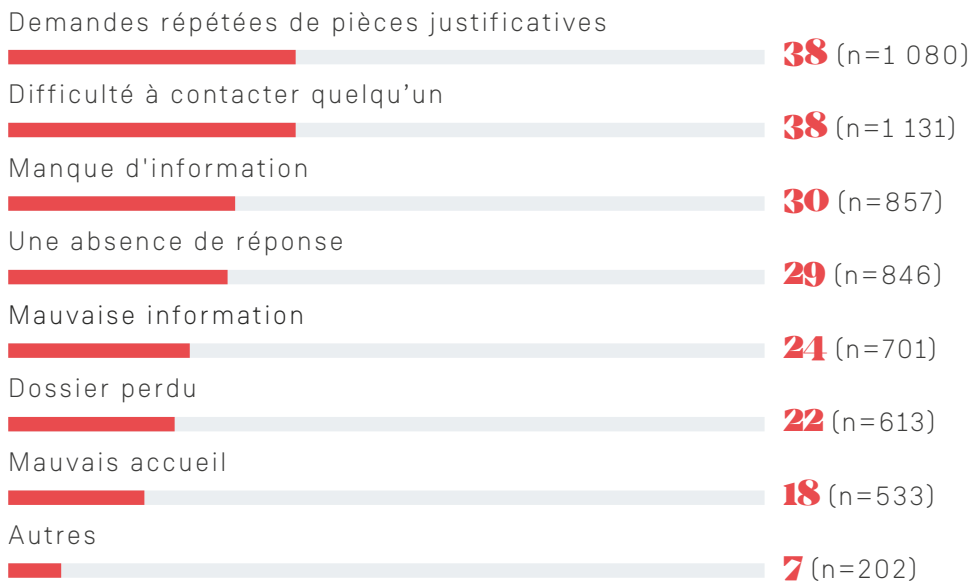 Demandes répétées de pièces justificatives
38 (n=1 080)
Difficulté à contacter quelqu’un
38 (n=1 131)
Manque d'information
30 (n=857)
Une absence de réponse
29 (n=846)
Mauvaise information
24 (n=701)
Dossier perdu
22 (n=613)
Mauvais accueil
18 (n=533)
Autres
7 (n=202)